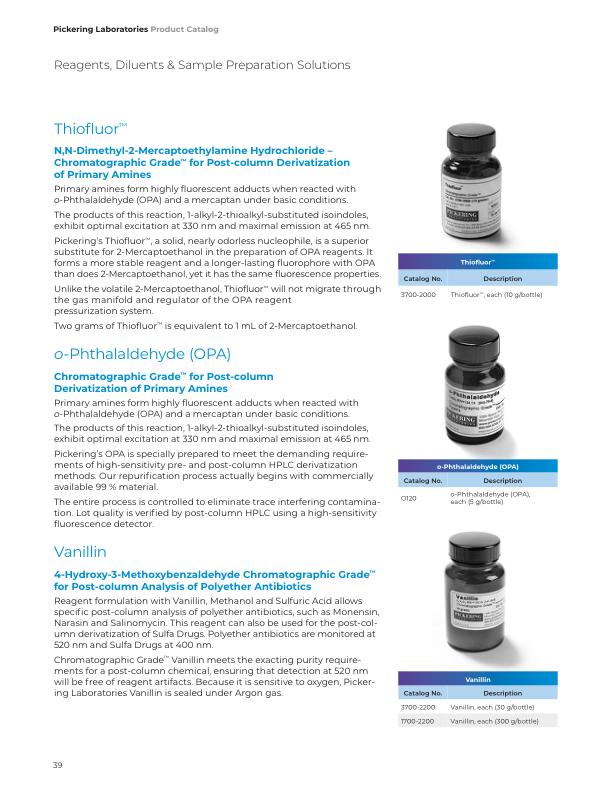 Pickering Laboratories Product Catalog
Reagents, Diluents & Sample Preparation Solutions
Thiofluor™
N,N-Dimethyl-2-Mercaptoethylamine Hydrochloride –
Chromatographic Grade™ for Post-column Derivatization
of Primary Amines
Primary amines form highly fluorescent adducts when reacted with
o-Phthalaldehyde (OPA) and a mercaptan under basic conditions.
The products of this reaction, 1-alkyl-2-thioalkyl-substituted isoindoles,
exhibit optimal excitation at 330 nm and maximal emission at 465 nm.
Pickering's Thiofluor™, a solid, nearly odorless nucleophile, is a superior
substitute for 2-Mercaptoethanol in the preparation of OPA reagents. It
forms a more stable reagent and a longer-lasting fluorophore with OPA
than does 2-Mercaptoethanol, yet it has the same fluorescence properties.
Unlike the volatile 2-Mercaptoethanol, Thiofluor™ will not migrate through
the gas manifold and regulator of the OPA reagent
pressurization system.
Two grams of Thiofluor™ is equivalent to 1 mL of 2-Mercaptoethanol.
Thiofluor
PICKERING
Thiofluor™
Catalog No. Description
3700-2000 Thiofluor™, each (10 g/bottle)
o-Phthalaldehyde (OPA)
Chromatographic Grade™ for Post-column
Derivatization of Primary Amines
Primary amines form highly fluorescent adducts when reacted with
o-Phthalaldehyde (OPA) and a mercaptan under basic conditions.
The products of this reaction, 1-alkyl-2-thioalkyl-substituted isoindoles,
exhibit optimal excitation at 330 nm and maximal emission at 465 nm.
Pickering's OPA is specially prepared to meet the demanding require-
ments of high-sensitivity pre- and post-column HPLC derivatization
methods. Our repurification process actually begins with commercially
available 99 % material.
The entire process is controlled to eliminate trace interfering contamina-
tion. Lot quality is verified by post-column HPLC using a high-sensitivity
fluorescence detector.
o-Phthalaldehyde
PICKERING
o-Phthalaldehyde (OPA)
Catalog No. Description
O120 o-Phthalaldehyde (OPA),
each (5 g/bottle)
Vanillin
4-Hydroxy-3-Methoxybenzaldehyde Chromatographic Grade™
for Post-column Analysis of Polyether Antibiotics
Reagent formulation with Vanillin, Methanol and Sulfuric Acid allows
specific post-column analysis of polyether antibiotics, such as Monensin,
Narasin and Salinomycin. This reagent can also be used for the post-col-
umn derivatization of Sulfa Drugs. Polyether antibiotics are monitored at
520 nm and Sulfa Drugs at 400 nm.
Chromatographic Grade™ Vanillin meets the exacting purity require-
ments for a post-column chemical, ensuring that detection at 520 nm
will be free of reagent artifacts. Because it is sensitive to oxygen, Picker-
ing Laboratories Vanillin is sealed under Argon gas.
Vanillin
PICKERING
Vanillin
Catalog No. Description
3700-2200 Vanillin, each (30 g/bottle)
1700-2200 Vanillin, each (300 g/bottle)
39